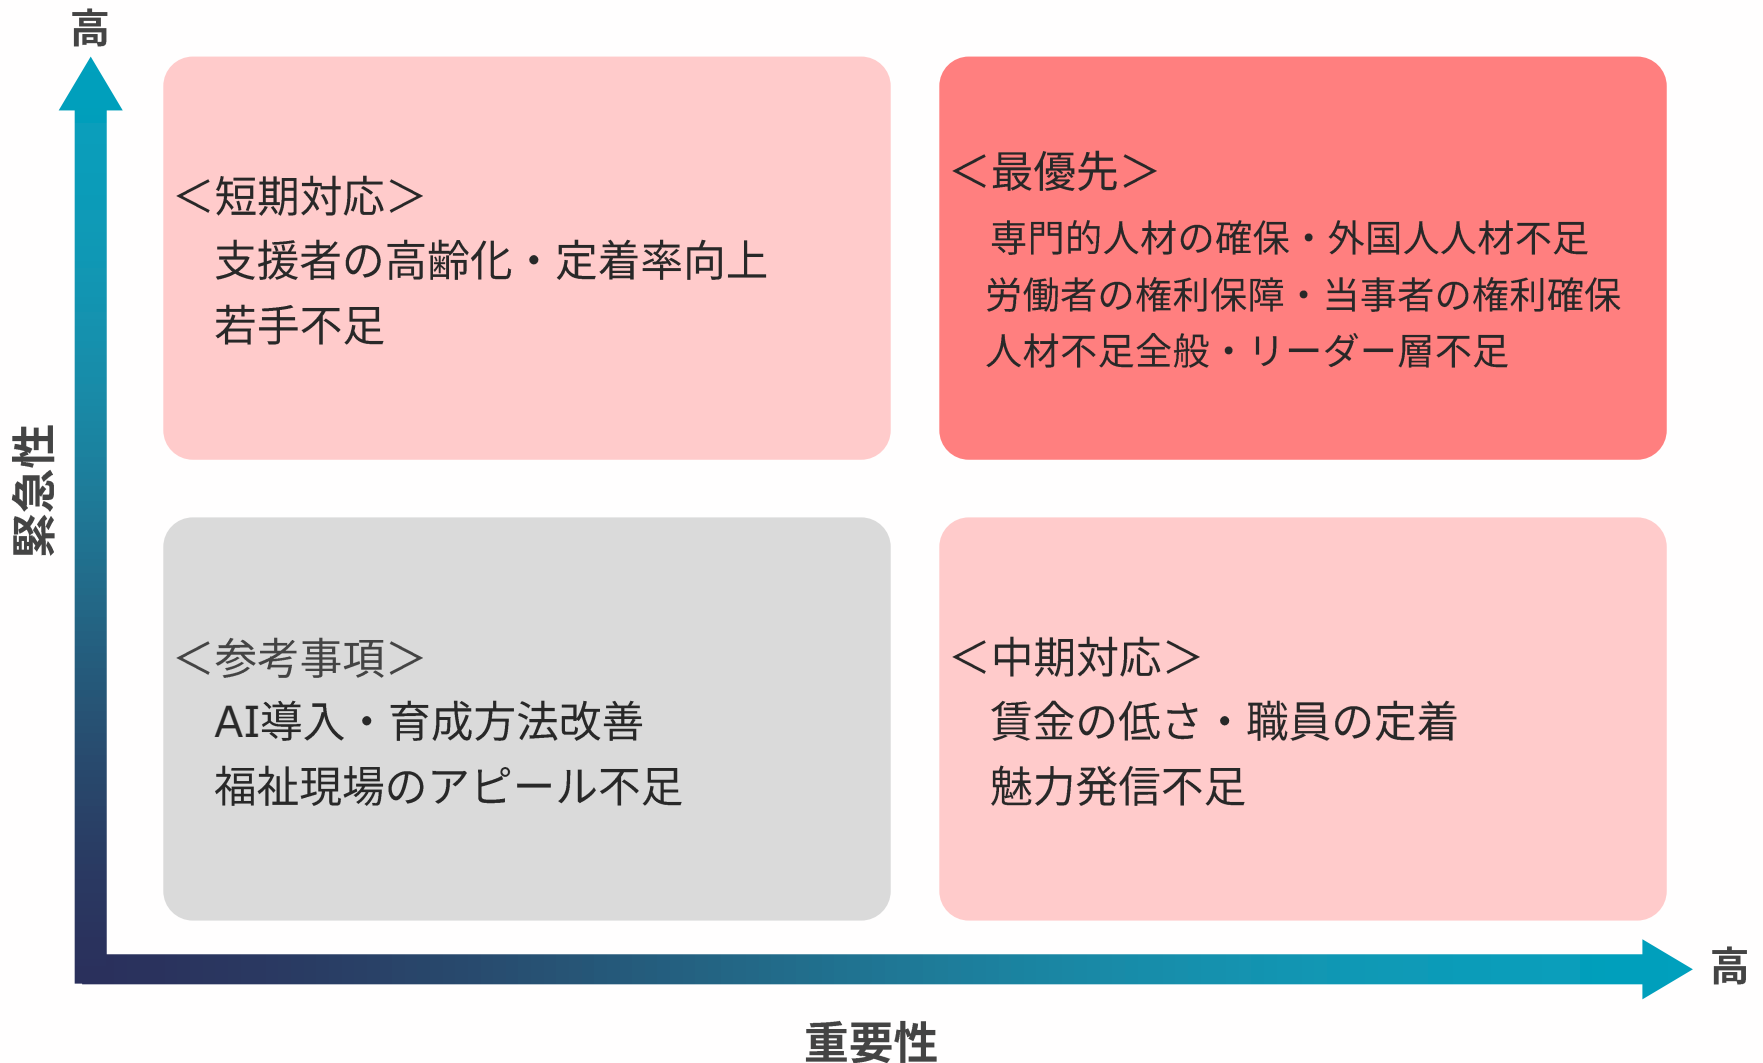 高
＜短期対応＞
支援者の高齢化・定着率向上
若手不足
＜最優先＞
専門的人材の確保・外国人人材不足
労働者の権利保障・当事者の権利確保
人材不足全般・リーダー層不足
緊急性
＜参考事項＞
AI導入・育成方法改善
福祉現場のアピール不足
＜中期対応＞
賃金の低さ・職員の定着
魅力発信不足
高
重要性